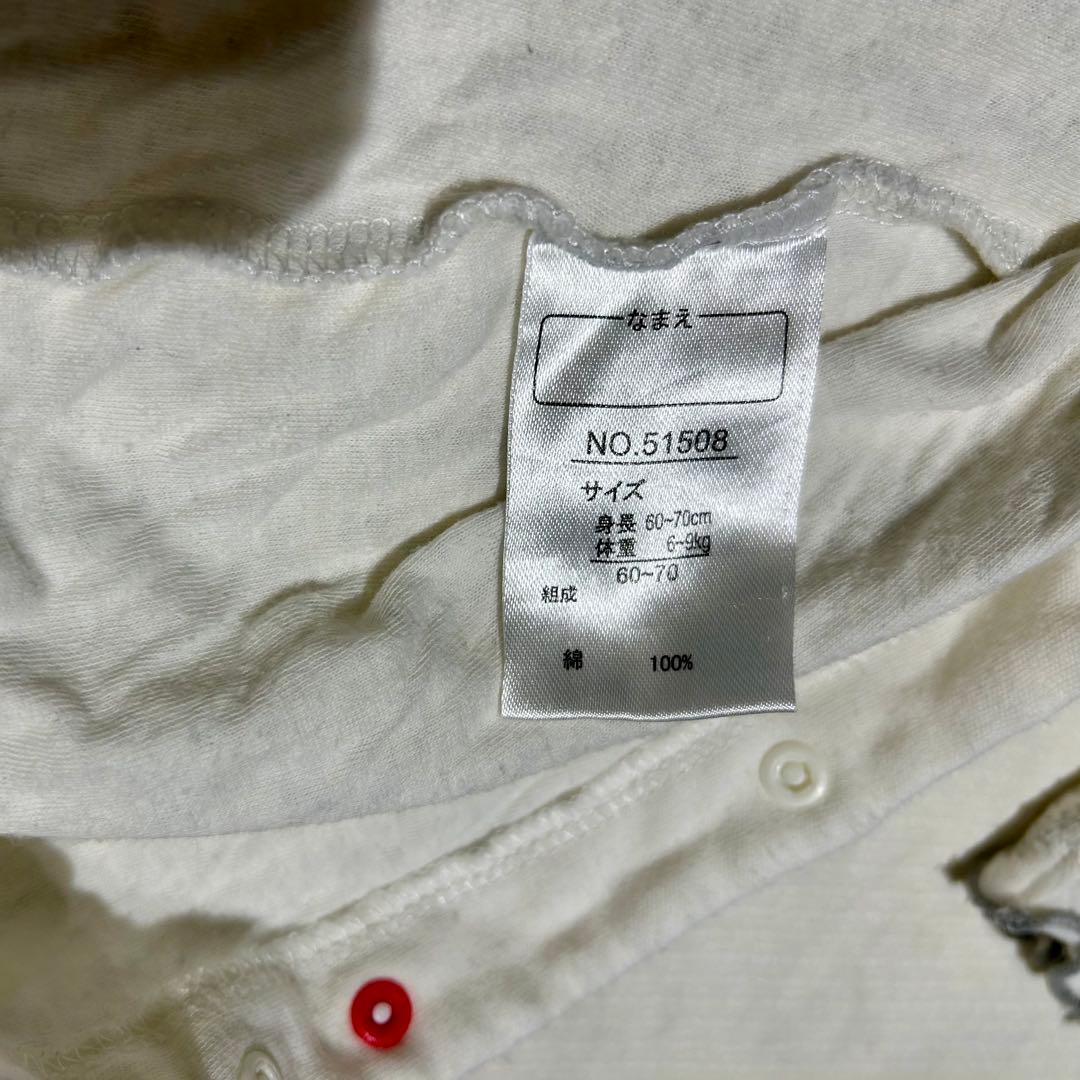 なまえ
NO.51508
サイズ
身長 60~70cm
体重 6~9kg
60~70
組成
綿 100%